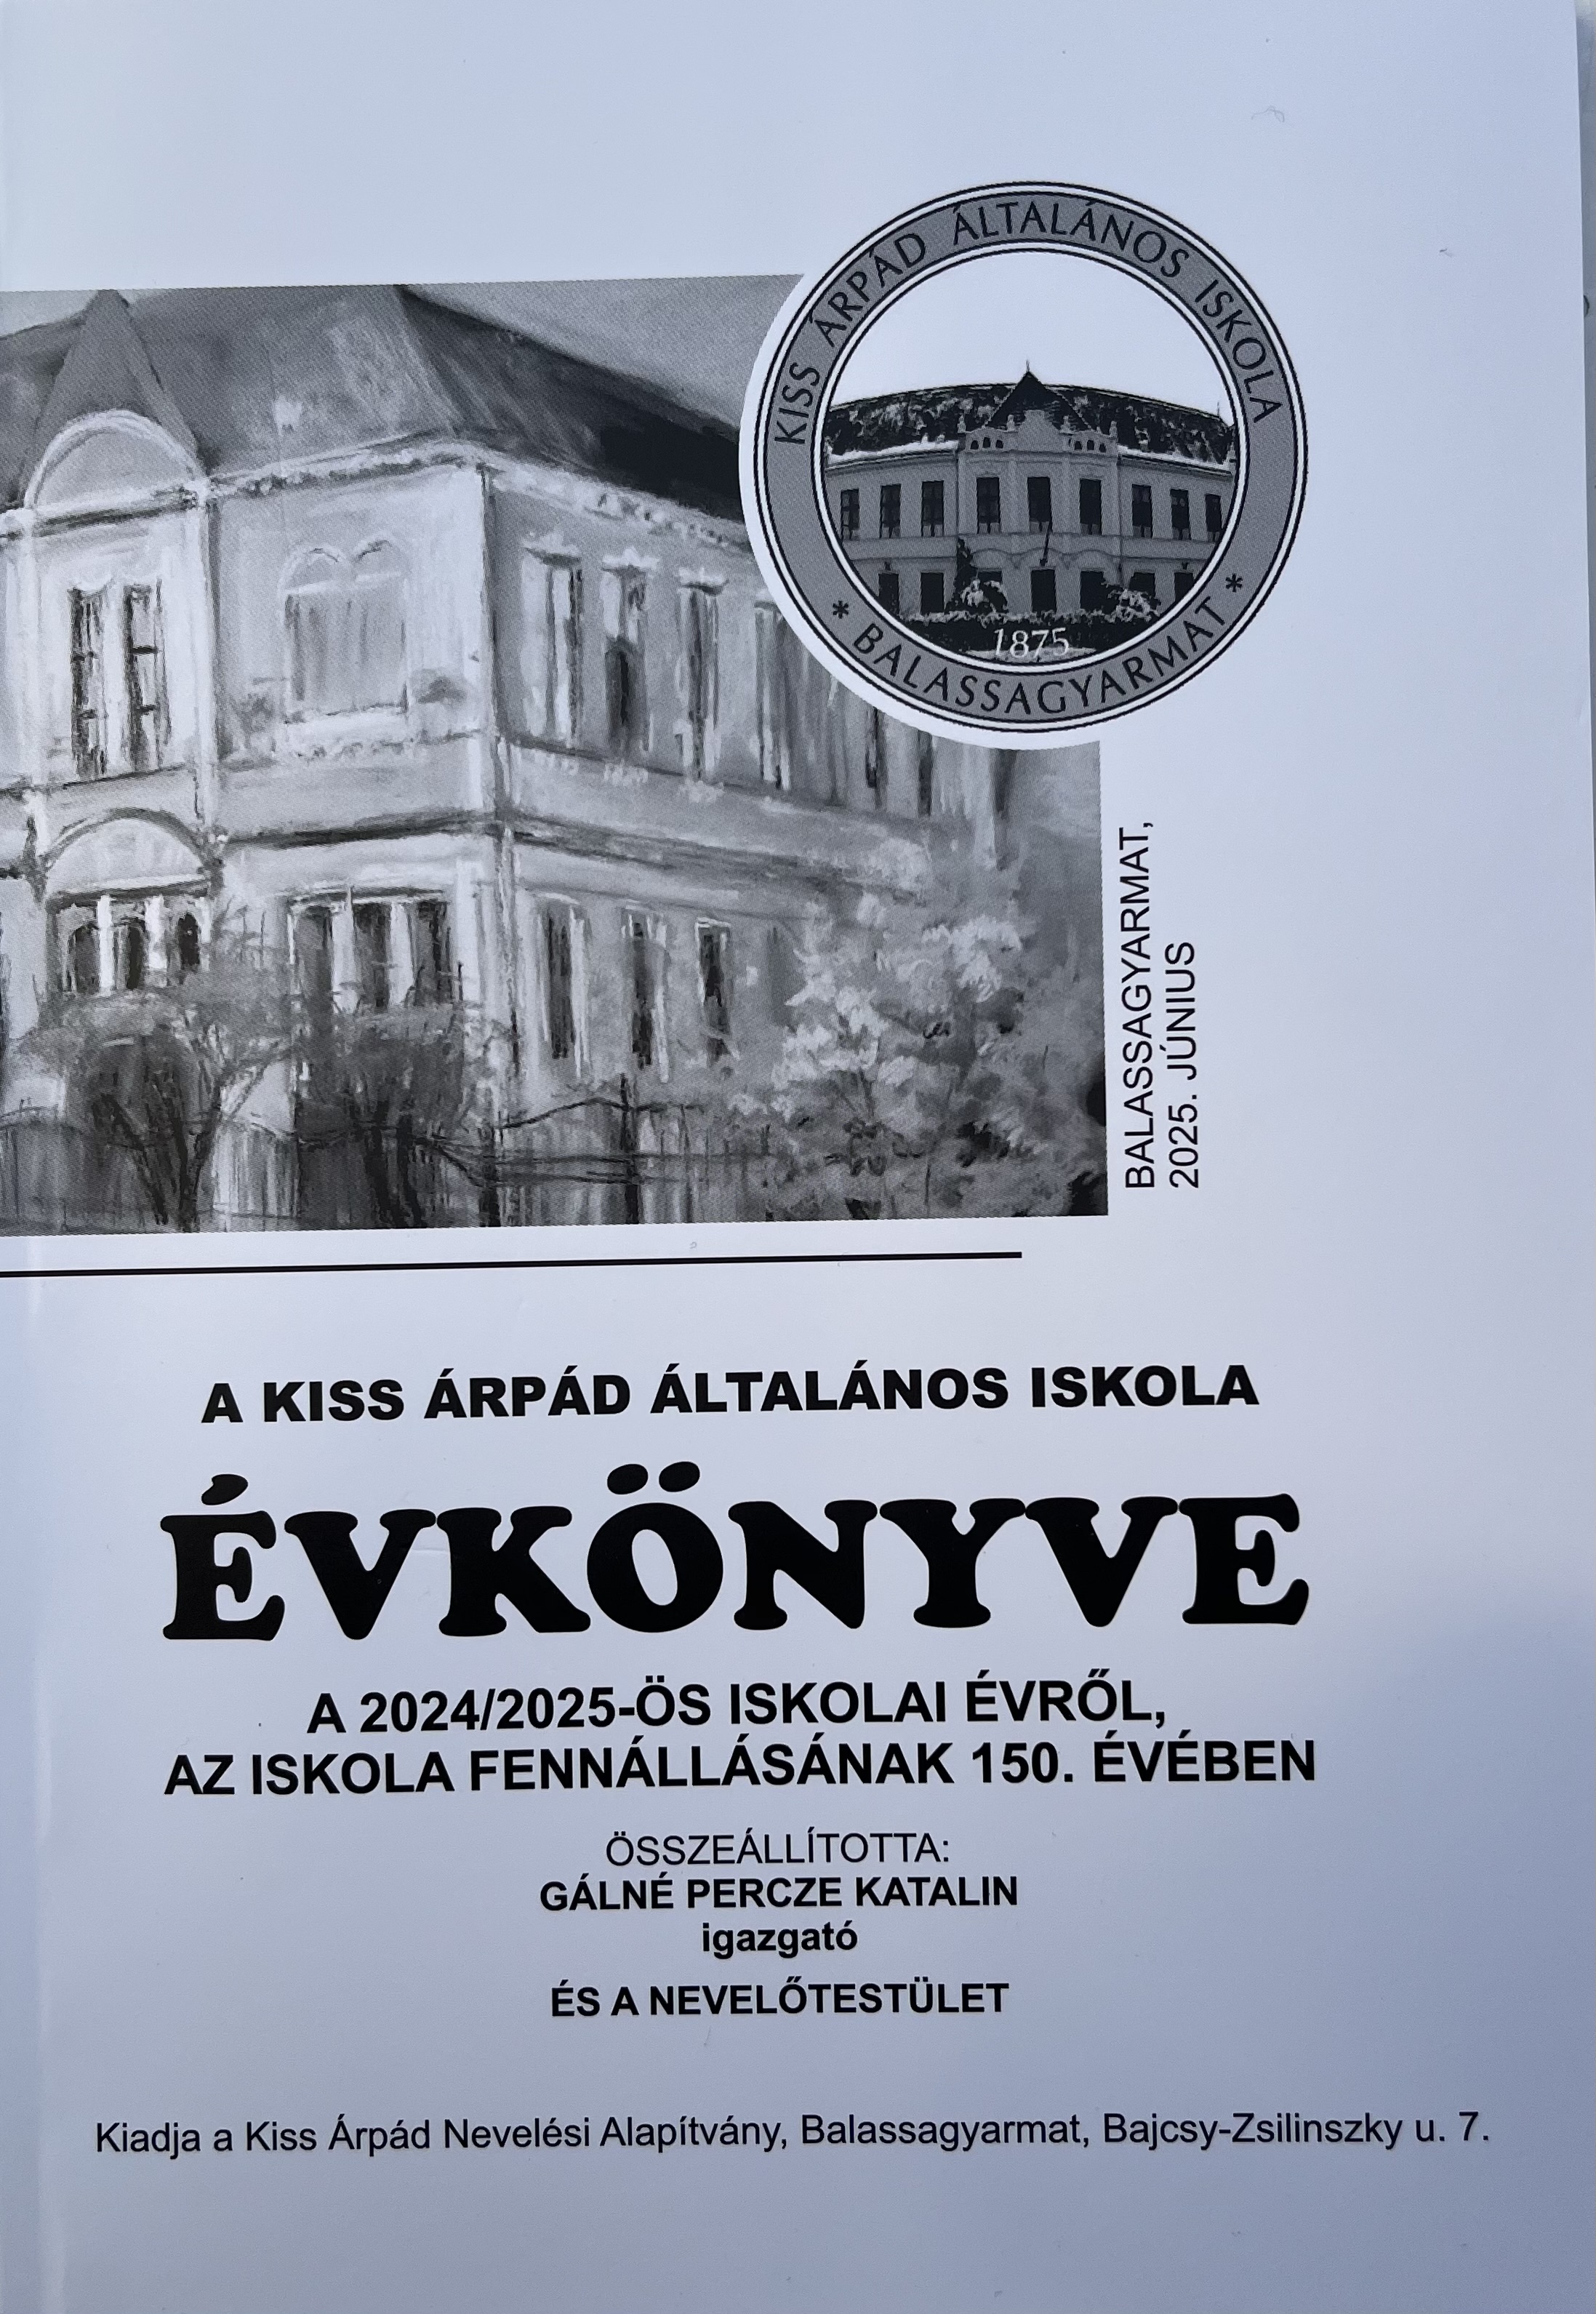 KISS ÁRPÁD ÁLTALÁNOS ISKOLA
* BALASSAGYARMAT *
1875
BALASSAGYARMAT,
2025. JÚNIUS
A KISS ÁRPÁD ÁLTALÁNOS ISKOLA
ÉVKÖNYVE
A 2024/2025-ÖS ISKOLAI ÉVRŐL,
AZ ISKOLA FENNÁLLÁSÁNAK 150. ÉVÉBEN
ÖSSZEÁLLÍTOTTA:
GÁLNÉ PERCZE KATALIN
igazgató
ÉS A NEVELŐTESTÜLET
Kiadja a Kiss Árpád Nevelési Alapítvány, Balassagyarmat, Bajcsy-Zsilinszky u. 7.